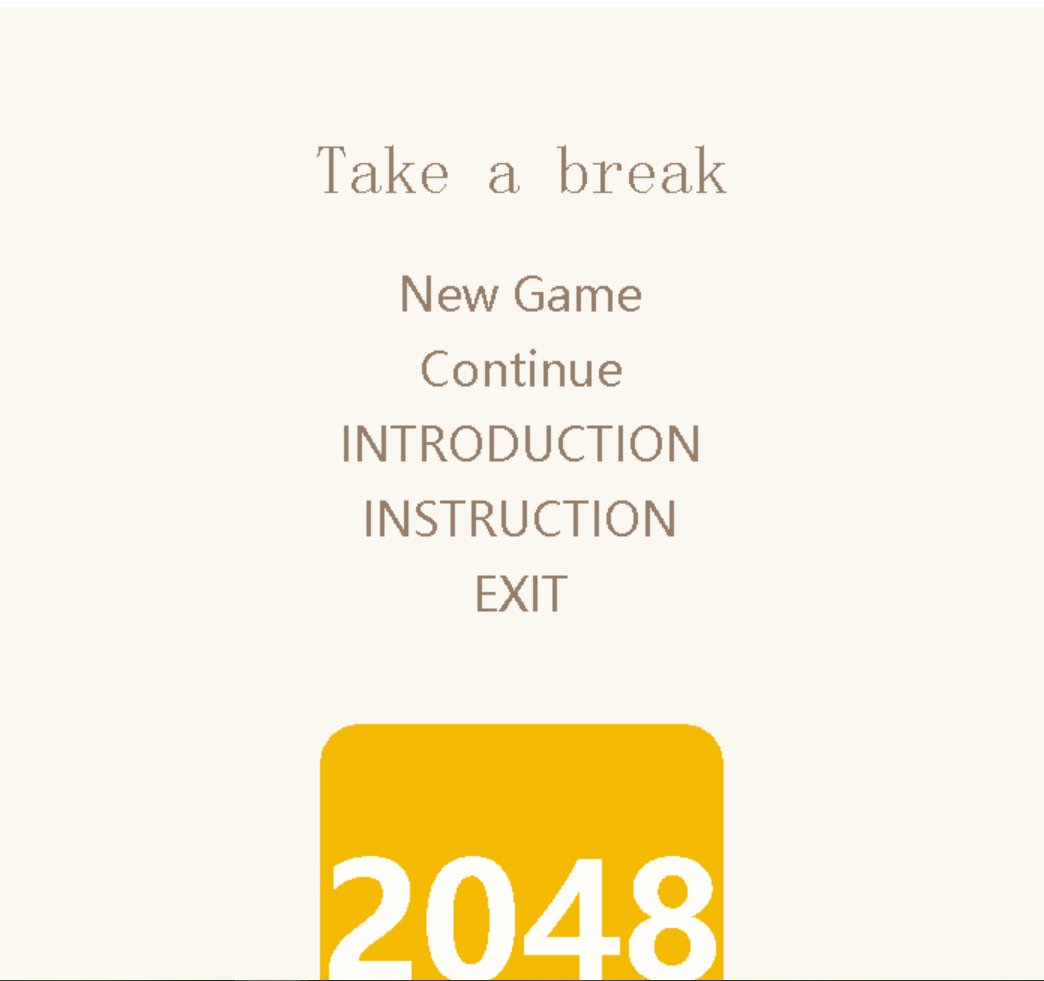 Take a break
New Game
Continue
INTRODUCTION
INSTRUCTION
EXIT
2048